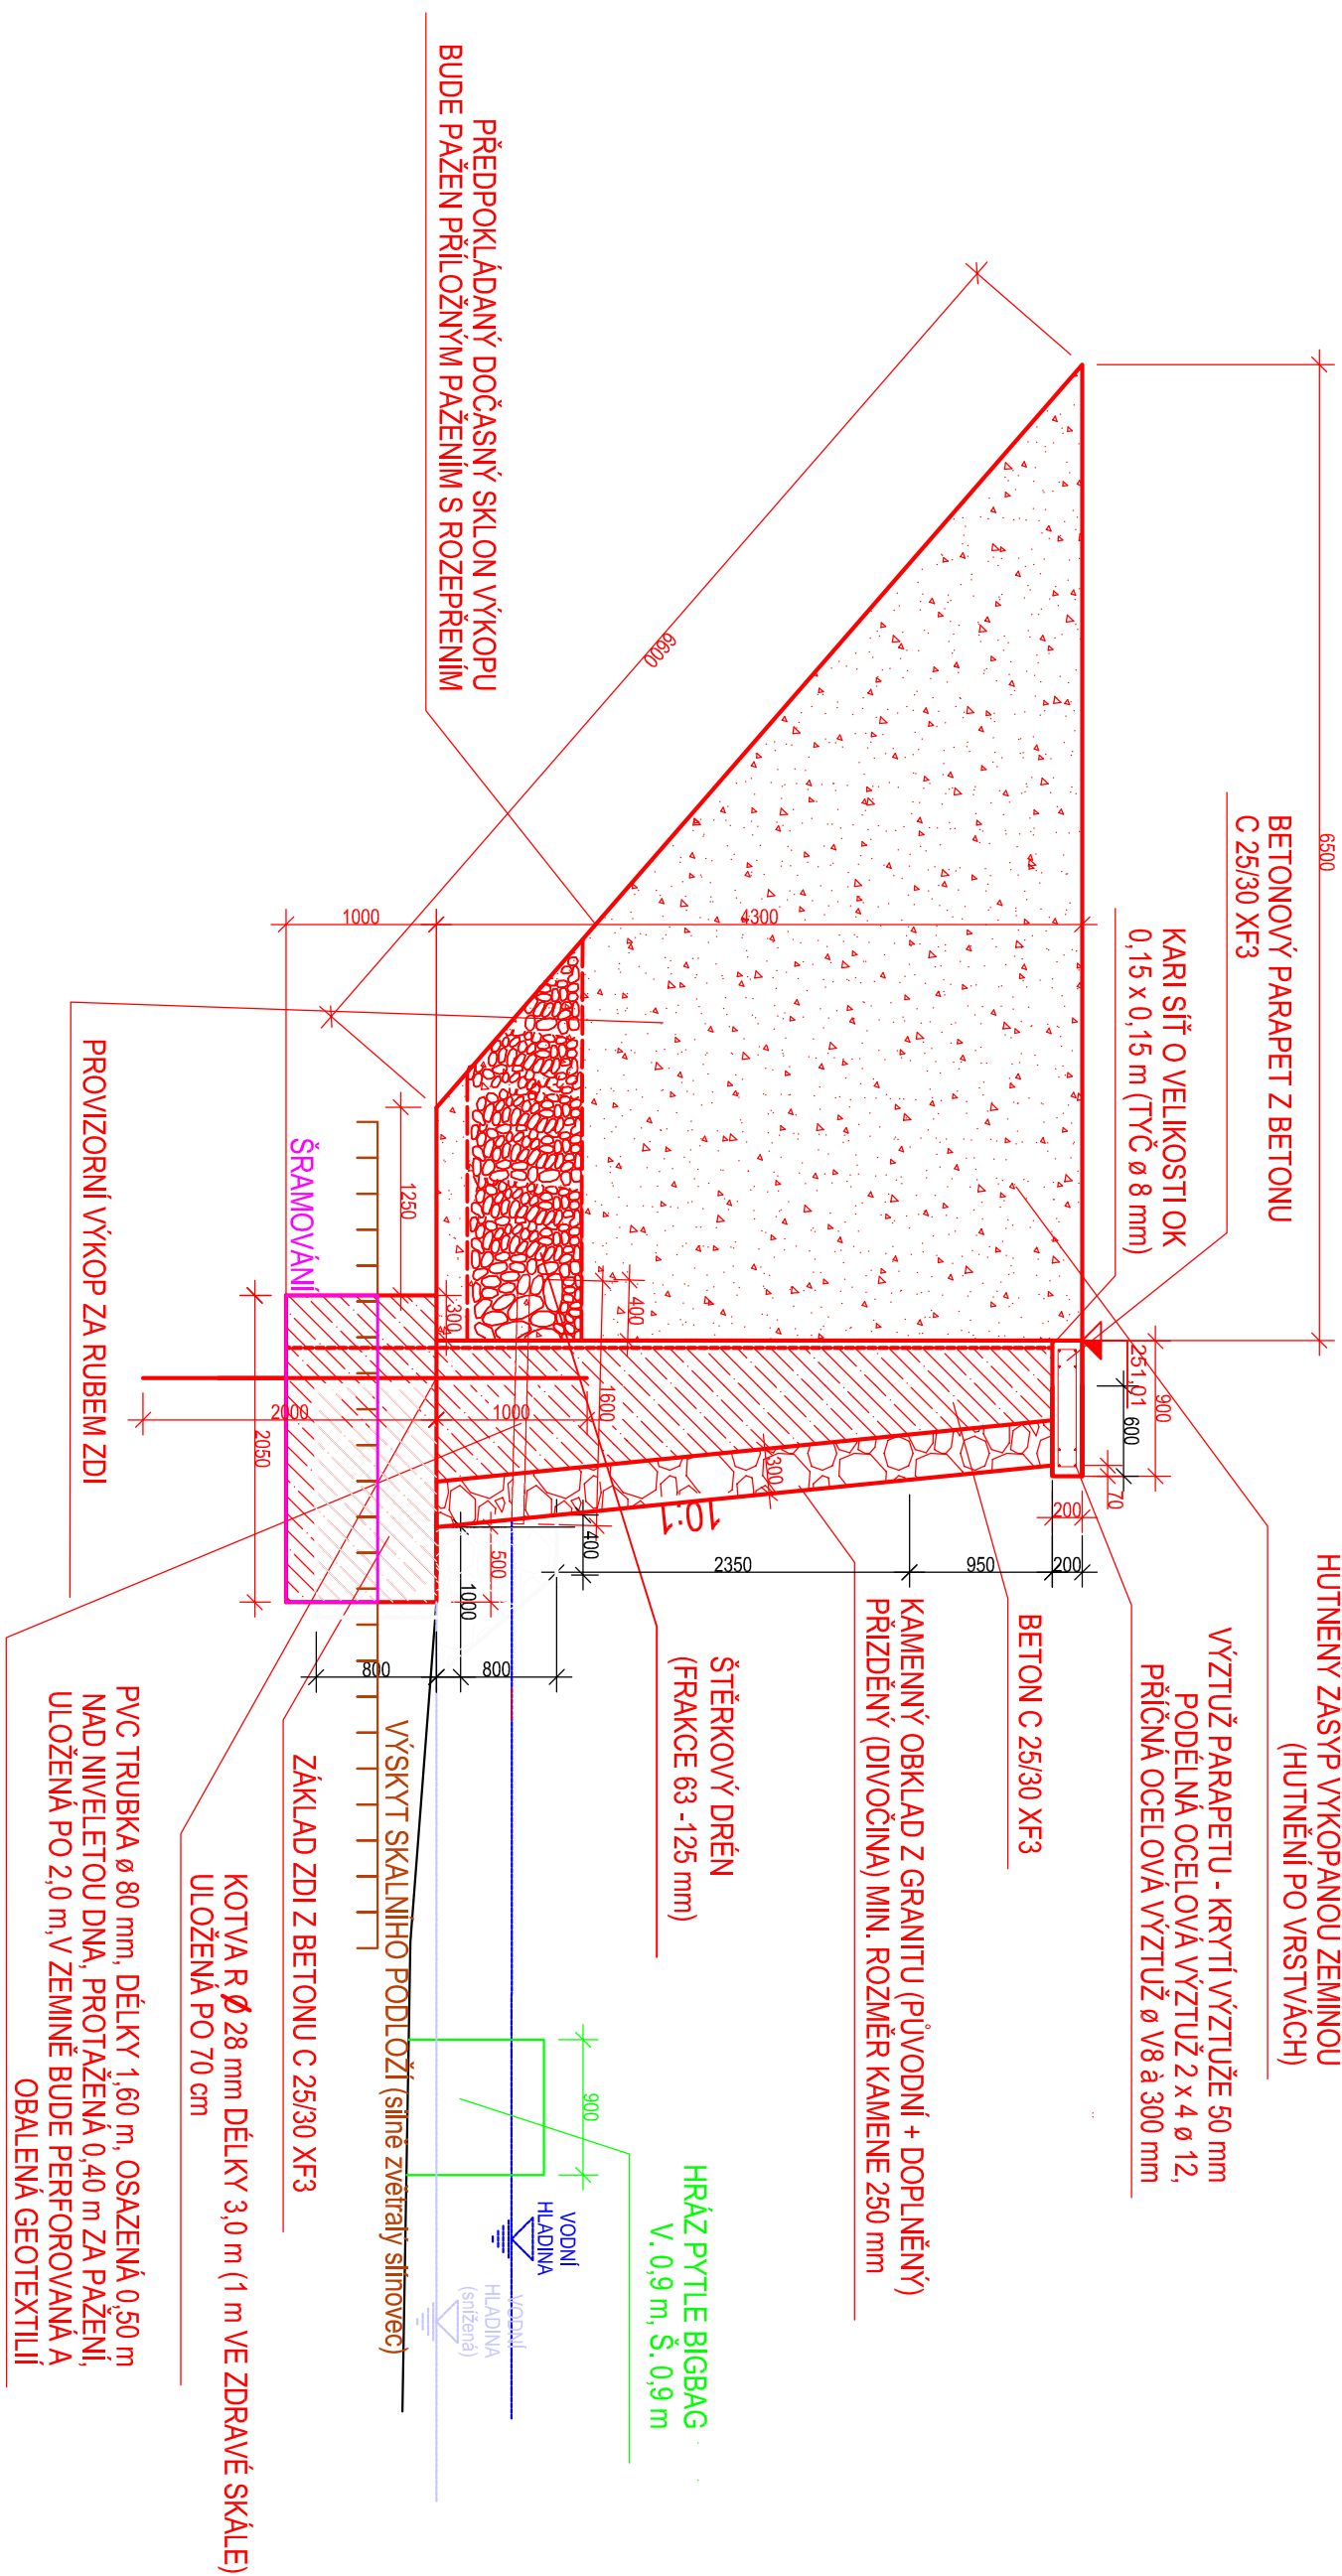 6500
BETONOVÝ PARAPET Z BETONU
C 25/30 XF3
KARI SÍŤ O VELIKOSTI OK
0,15 x 0,15 m (TYČ ø 8 mm)
HUTNĚNÝ ZÁSYP VYKOPANOU ZEMINOU
(HUTNĚNÍ PO VRSTVÁCH)
VÝZTUŽ PARAPETU - KRYTÍ VÝZTUŽE 50 mm
PODÉLNÁ OCELOVÁ VÝZTUŽ 2 x 4 ø 12,
PŘÍČNÁ OCELOVÁ VÝZTUŽ ø V8 à 300 mm
BETON C 25/30 XF3
KAMENNÝ OBKLAD Z GRANITU (PŮVODNÍ + DOPLNĚNÝ)
PŘIZDĚNÝ (DIVOČINA) MIN. ROZMĚR KAMENE 250 mm
ŠTĚRKOVÝ DRÉN
(FRAKCE 63 -125 mm)
HRÁZ PYTLE BIGBAG
V. 0,9 m, Š. 0,9 m
900
VODNÍ
HLADINA
VODNÍ
HLADINA
(snížená)
PŘEDPOKLÁDANÝ DOČASNÝ SKLON VÝKOPU
BUDE PAŽEN PŘÍLOŽNÝM PAŽENÍM S ROZEPŘENÍM
6600
4300
1000
1250
300
400
1600
251,01
900
600
70
200
200
950
2350
400
300
10:1
500
1000
800
800
1000
2000
2050
ŠRAMOVÁNÍ
VÝSKYT SKALNÍHO PODLOŽÍ (silně zvětralý slínovec)
ZÁKLAD ZDI Z BETONU C 25/30 XF3
KOTVA R Ø 28 mm DÉLKY 3,0 m (1 m VE ZDRAVÉ SKÁLE)
ULOŽENÁ PO 70 cm
PROVIZORNÍ VÝKOP ZA RUBEM ZDI
PVC TRUBKA ø 80 mm, DÉLKY 1,60 m, OSAZENÁ 0,50 m
NAD NIVELETOU DNA, PROTAŽENÁ 0,40 m ZA PAŽENÍ,
ULOŽENÁ PO 2,0 m,V ZEMINĚ BUDE PERFOROVANÁ A
OBALENÁ GEOTEXTILIÍ